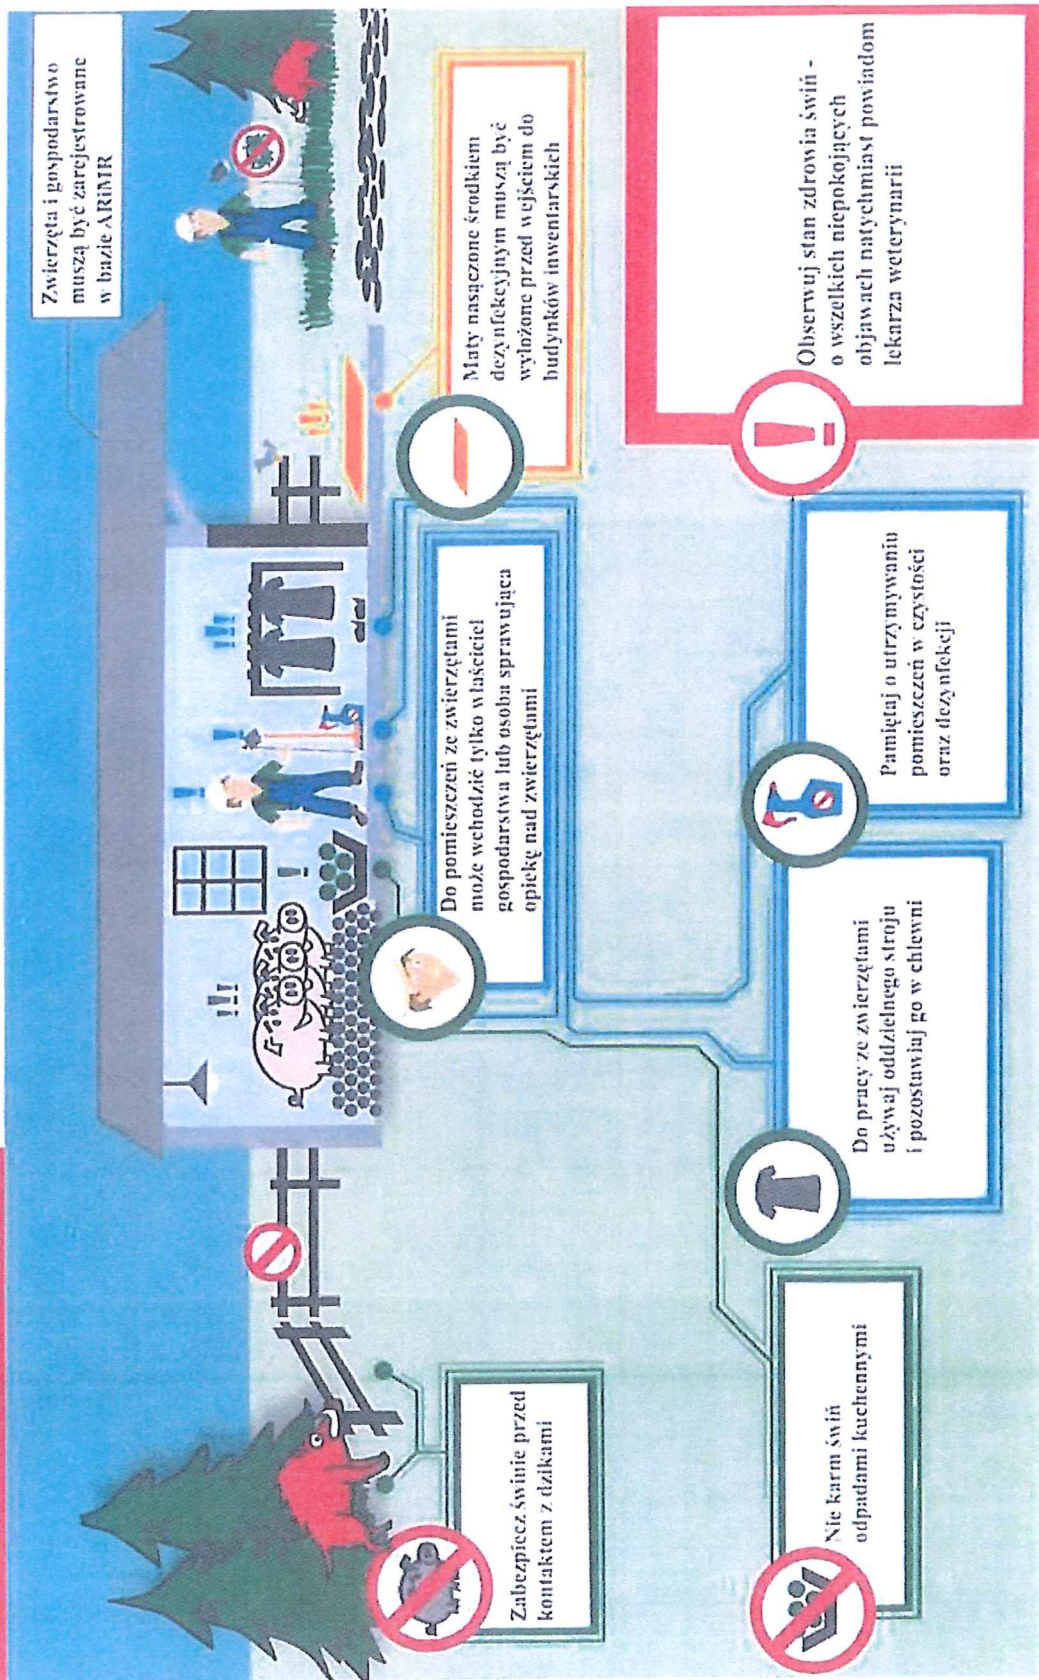 Zwierzęta i gospodarstwo
muszą być zarejestrowane
w bazie ARiMR
Zabezpiecz świnie przed
kontaktem z dzikami
Do pomieszczeń ze zwierzętami
może wchodzić tylko właściciel
gospodarstwa lub osoba sprawująca
opiekę nad zwierzętami
Maty nasączone środkiem
dezynfekcyjnym muszą być
wyłożone przed wejściem do
budynków inwentarskich
Nie karm świń
odpadami kuchennymi
Do pracy ze zwierzętami
używaj oddzielnego stroju
i pozostawiaj go w chlewni
Pamiętaj o utrzymywaniu
pomieszczeń w czystości
oraz dezynfekcji
Obserwuj stan zdrowia świń -
o wszelkich niepokojących
objawach natychmiast powiadom
lekarza weterynarii